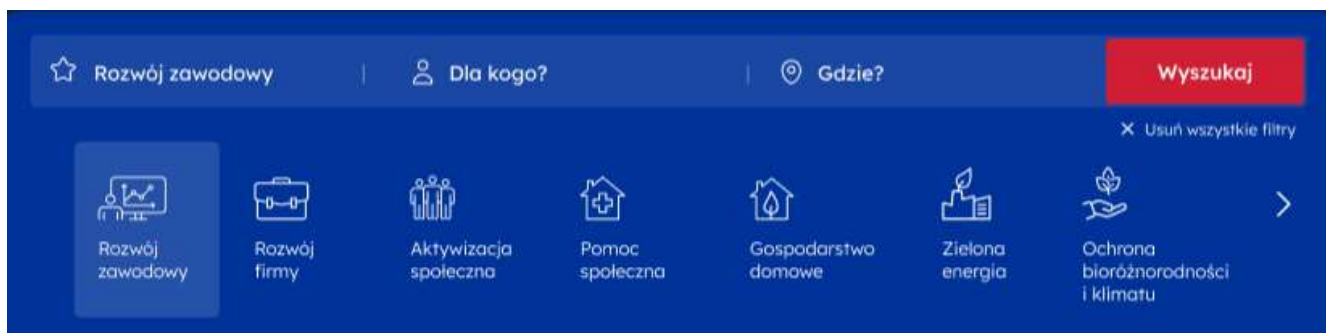 Rozwój zawodowy
Dla kogo?
Gdzie?
Wyszukaj
Usuń wszystkie filtry
Rozwój
zawodowy
Rozwój
firmy
Aktywizacja
społeczna
Pomoc
społeczna
Gospodarstwo
domowe
Zielona
energia
Ochrona
bioróżnorodności
i klimatu